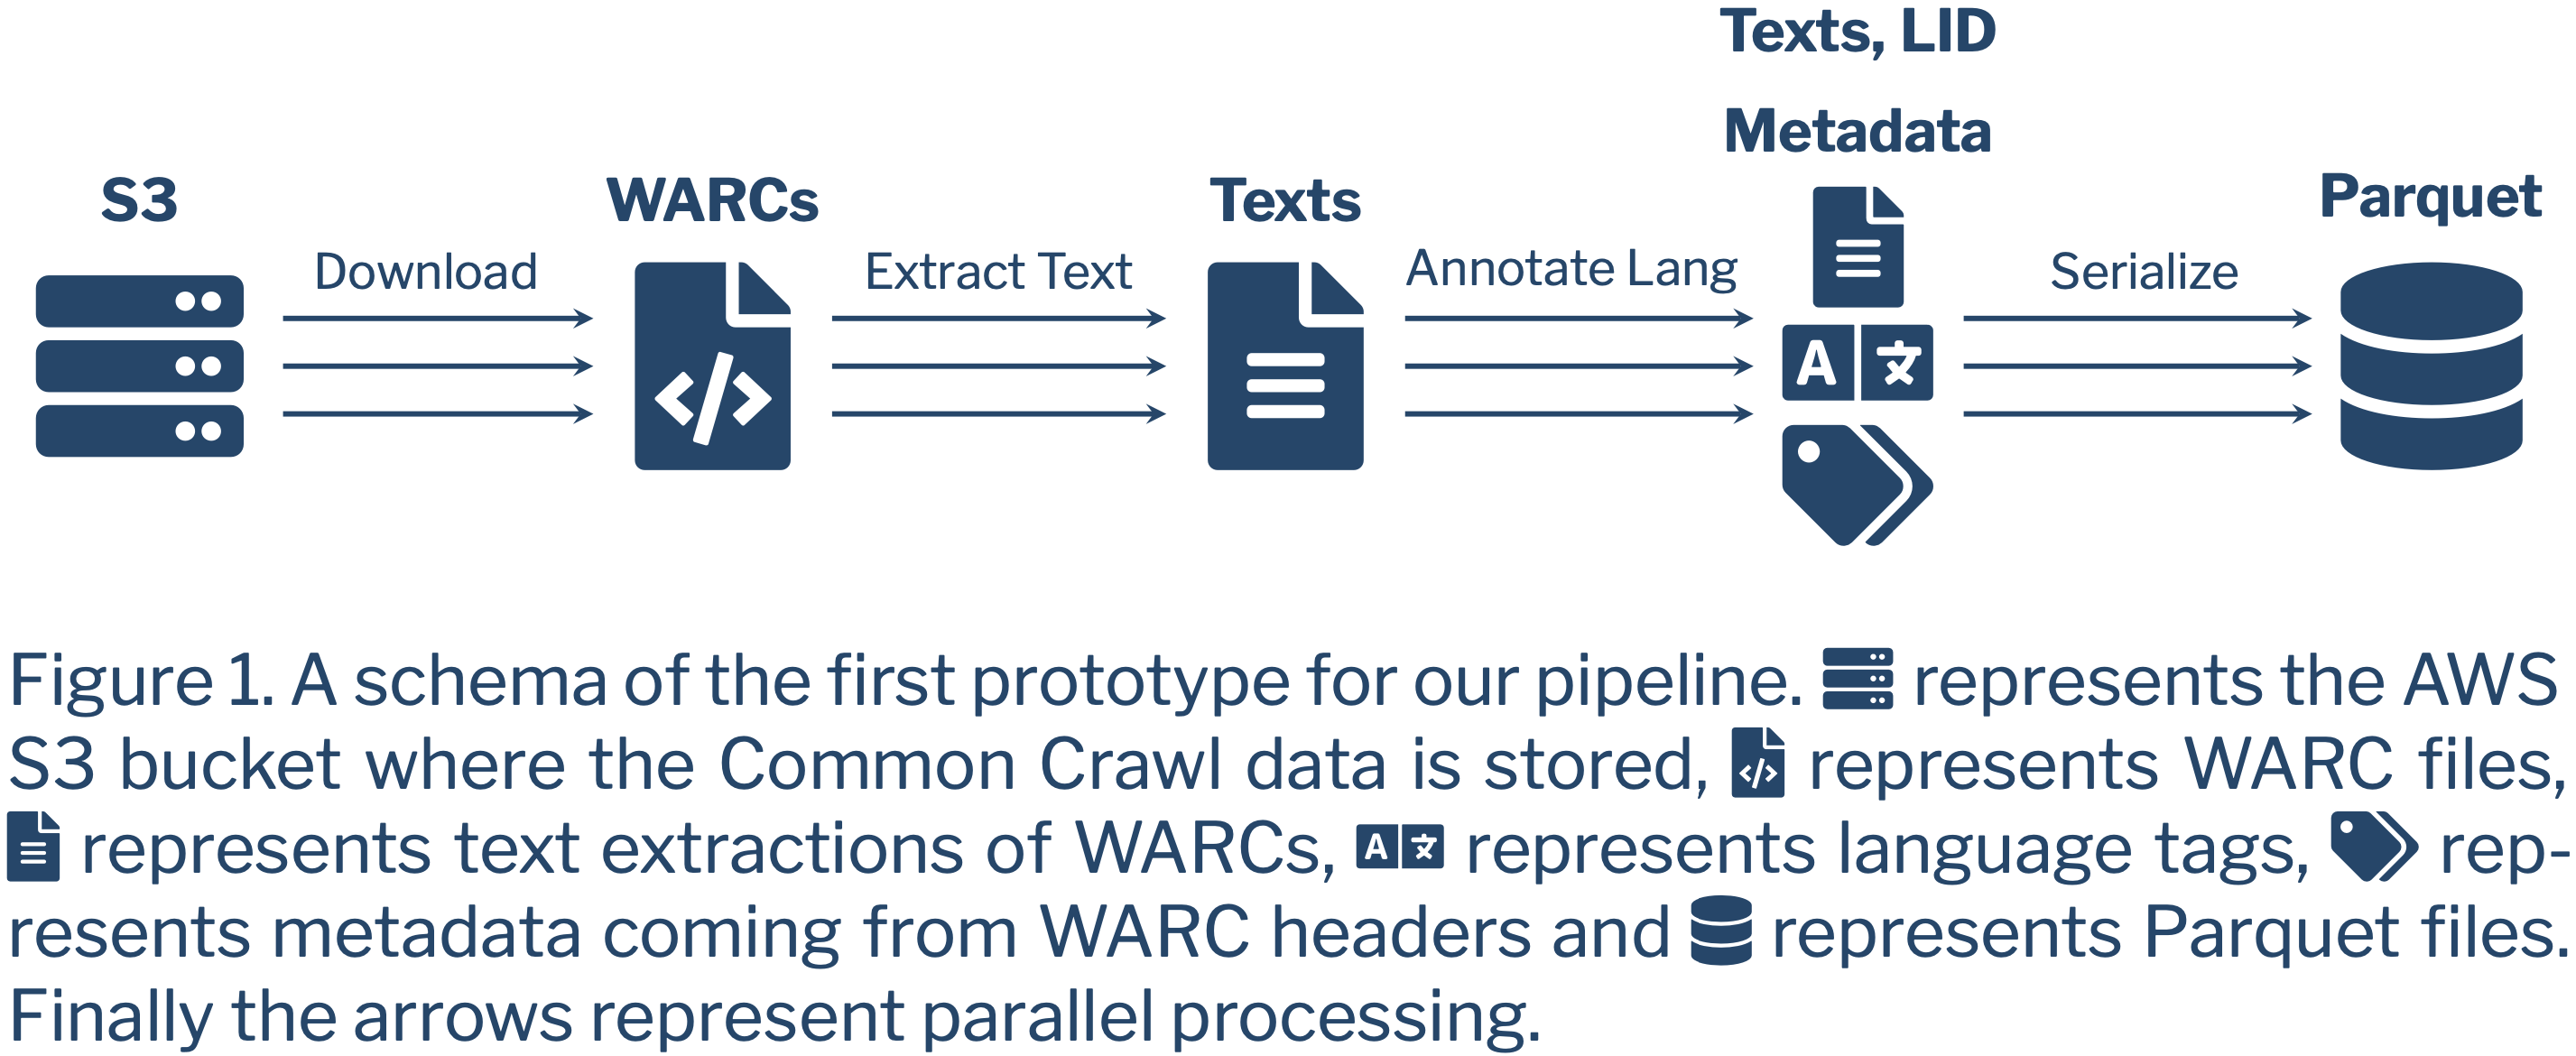 Texts, LID
Metadata
S3
WARCs
Texts
Parquet
Download
Extract Text
Annotate Lang
Serialize
</>
A 文
Figure 1. A schema of the first prototype for our pipeline. represents the AWS
S3 bucket where the Common Crawl data is stored, </> represents WARC files,
represents text extractions of WARCs, A 文 represents language tags, rep-
resents metadata coming from WARC headers and represents Parquet files.
Finally the arrows represent parallel processing.